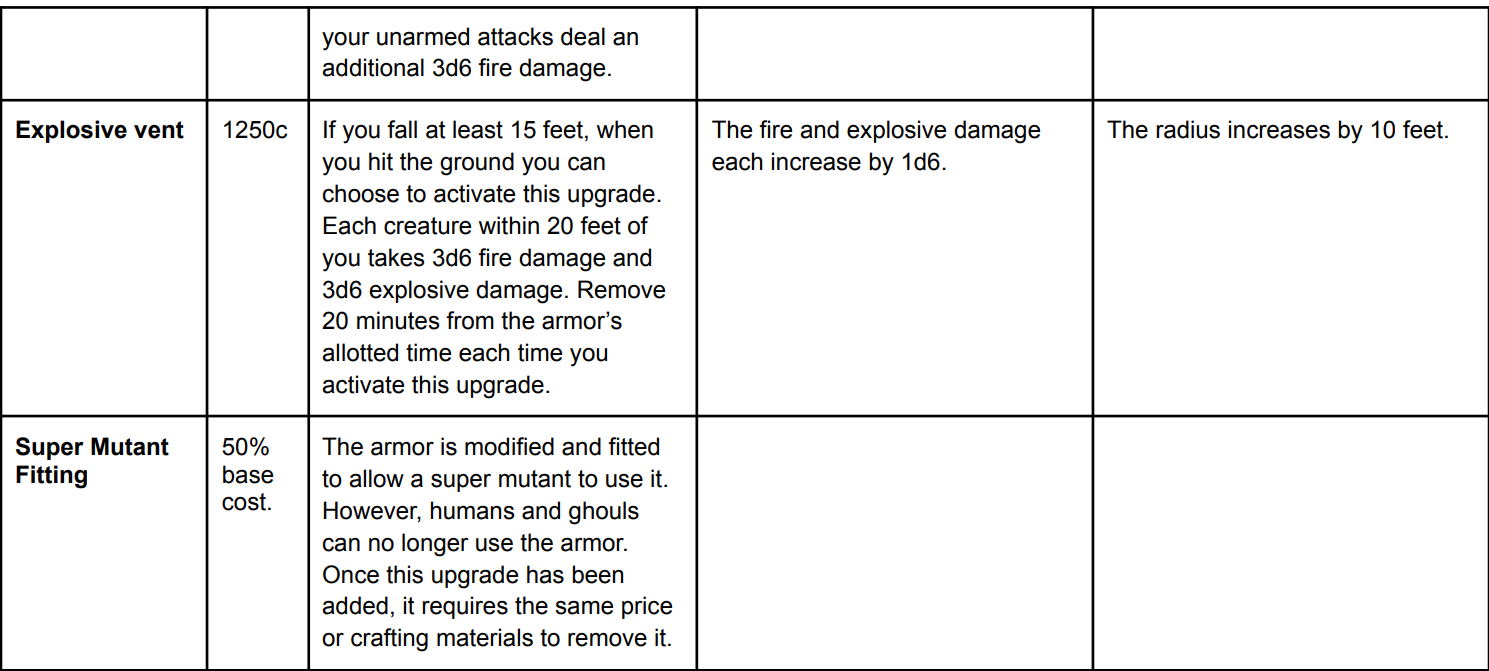 your unarmed attacks deal an
additional 3d6 fire damage.
Explosive vent
1250c
If you fall at least 15 feet, when
you hit the ground you can
choose to activate this upgrade.
Each creature within 20 feet of
you takes 3d6 fire damage and
3d6 explosive damage. Remove
20 minutes from the armor’s
allotted time each time you
activate this upgrade.
The fire and explosive damage
each increase by 1d6.
The radius increases by 10 feet.
Super Mutant
Fitting
50%
base
cost.
The armor is modified and fitted
to allow a super mutant to use it.
However, humans and ghouls
can no longer use the armor.
Once this upgrade has been
added, it requires the same price
or crafting materials to remove it.